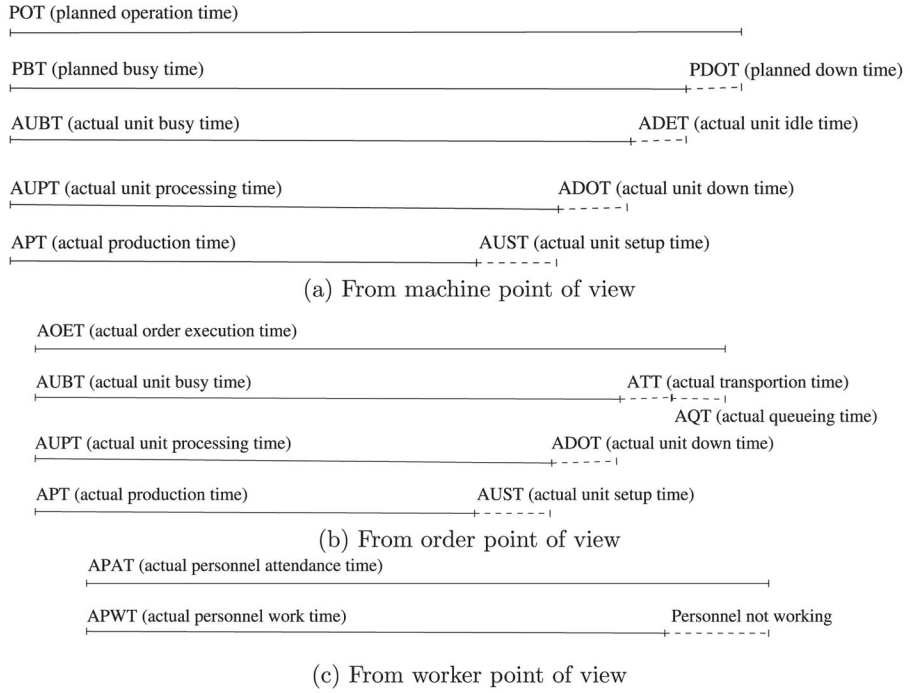 POT (planned operation time)
PBT (planned busy time)
PDOT (planned down time)
AUBT (actual unit busy time)
ADET (actual unit idle time)
AUPT (actual unit processing time)
ADOT (actual unit down time)
APT (actual production time)
AUST (actual unit setup time)
(a) From machine point of view
AOET (actual order execution time)
AUBT (actual unit busy time)
ATT (actual transportion time)
AQT (actual queueing time)
AUPT (actual unit processing time)
ADOT (actual unit down time)
APT (actual production time)
AUST (actual unit setup time)
(b) From order point of view
APAT (actual personnel attendance time)
APWT (actual personnel work time)
Personnel not working
(c) From worker point of view